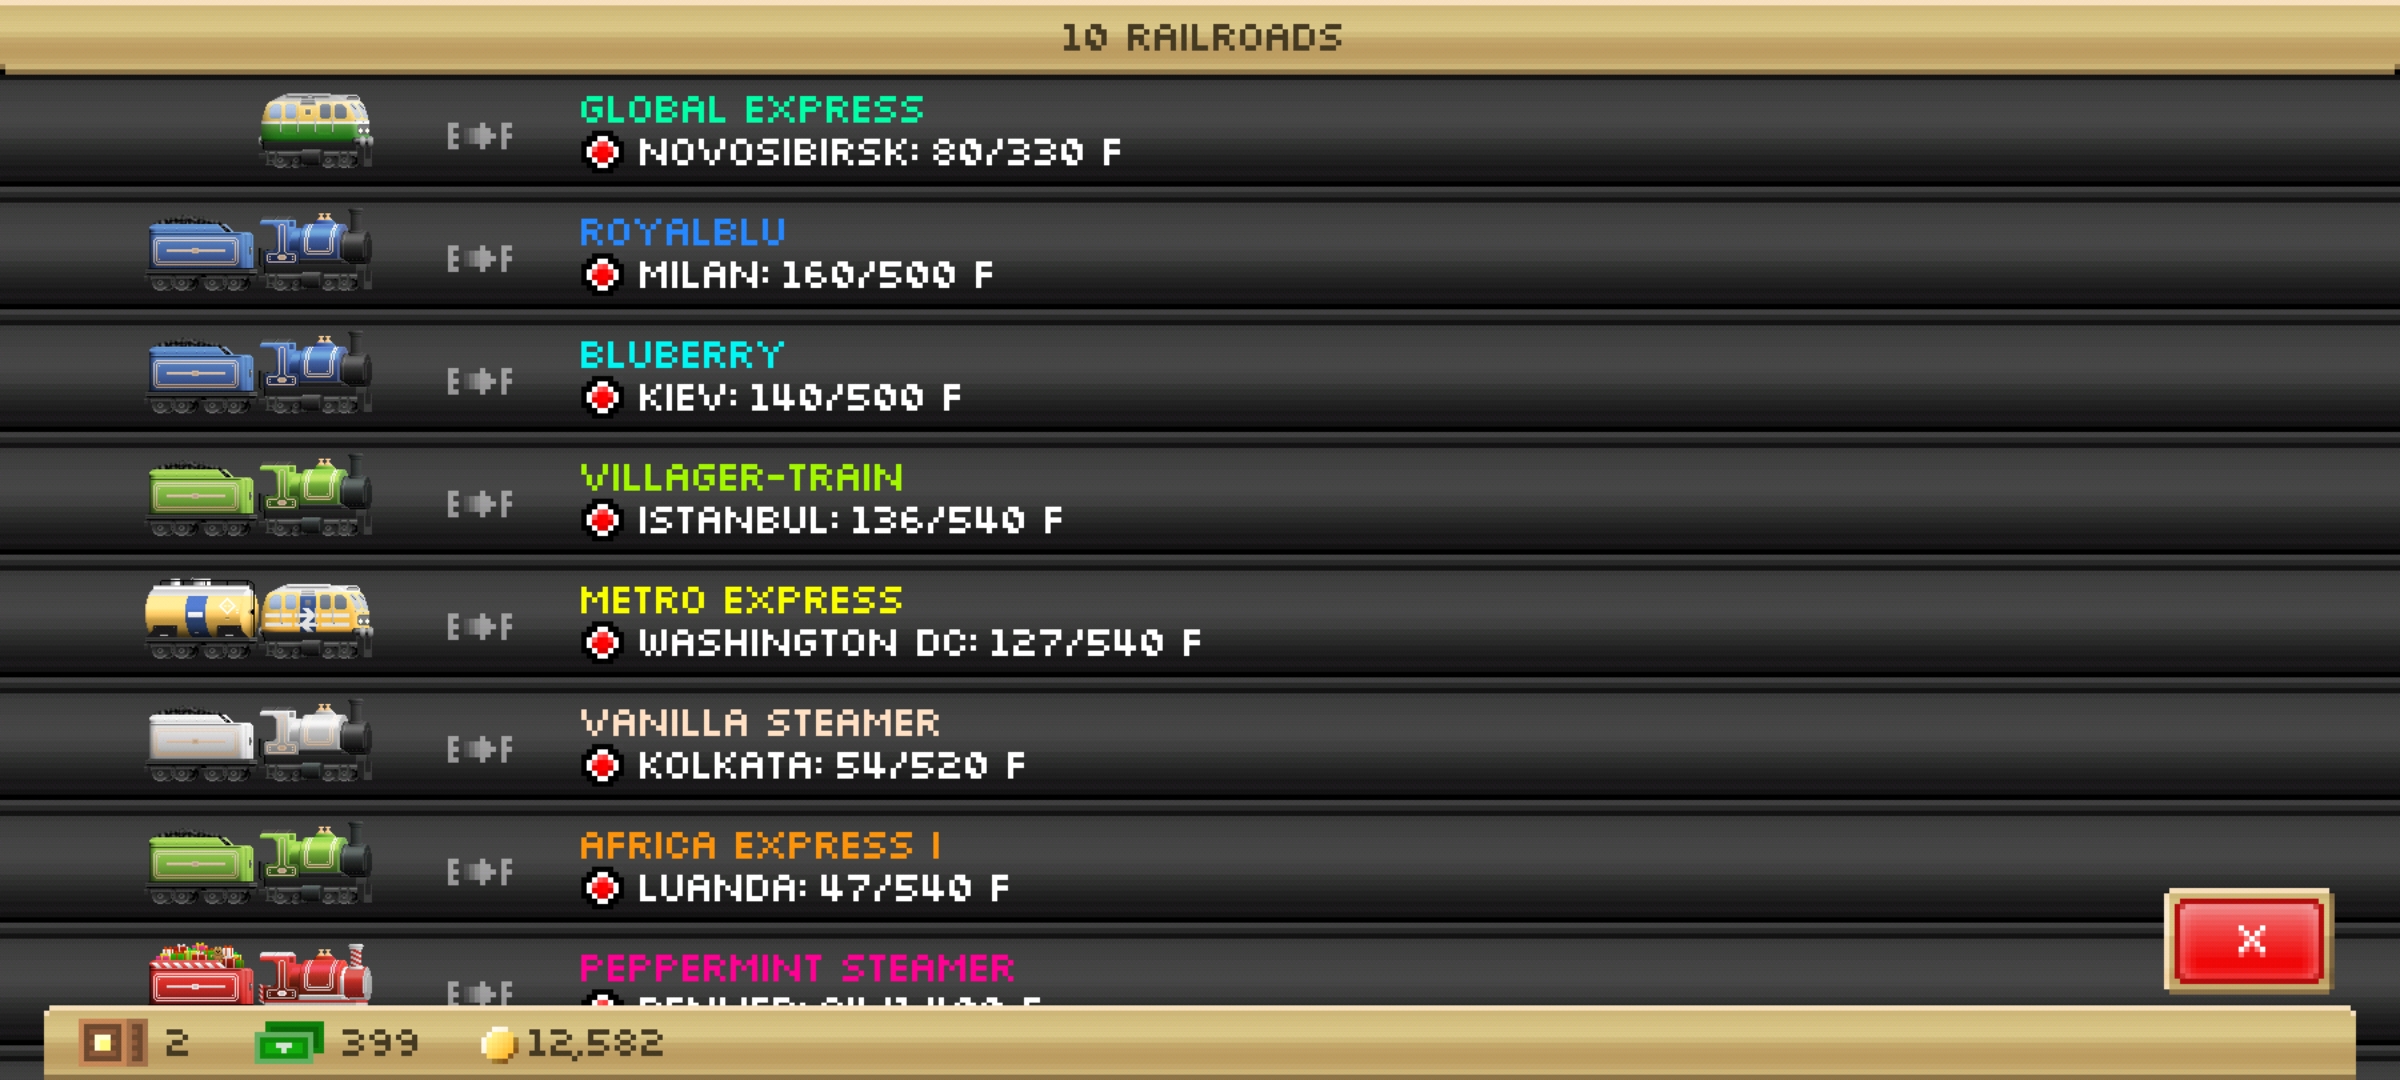 10 RAILROADS
GLOBAL EXPRESS
E F
NOVOSIBIRSK: 80/330 F
ROYALBLU
E F
MILAN: 160/500 F
BLUBERRY
E F
KIEV: 140/500 F
VILLAGER-TRAIN
E F
ISTANBUL: 136/540 F
METRO EXPRESS
E F
WASHINGTON DC: 127/540 F
VANILLA STEAMER
E F
KOLKATA: 54/520 F
AFRICA EXPRESS I
E F
LUANDA: 47/540 F
PEPPERMINT STEAMER
E F
X
2 399 12,582